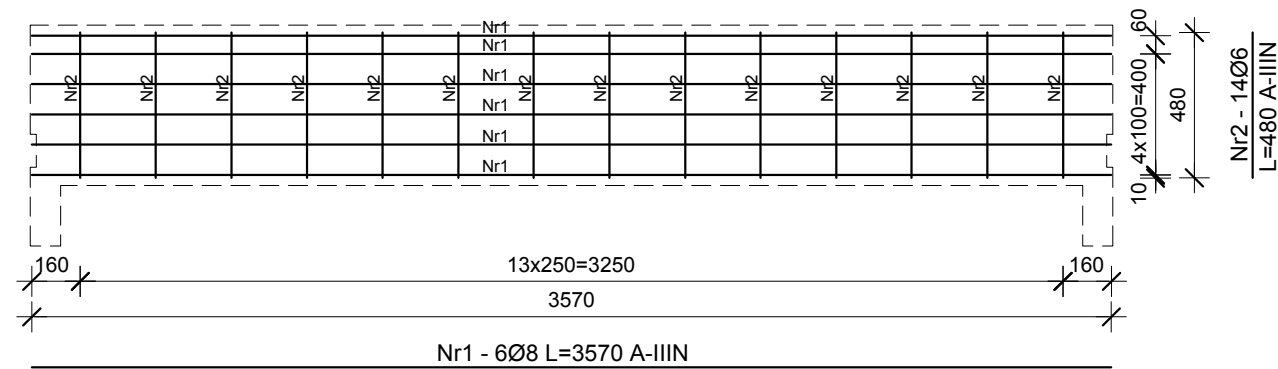 Nr1
Nr1
Nr1
Nr2 Nr2 Nr2 Nr2 Nr2 Nr2 Nr2 Nr2 Nr2 Nr2 Nr2 Nr2 Nr2 Nr2
Nr1
Nr1
Nr1
60
4x100=400
10
480
Nr2 - 14Ø6
L=480 A-IIIN
160 13x250=3250 160
3570
Nr1 - 6Ø8 L=3570 A-IIIN